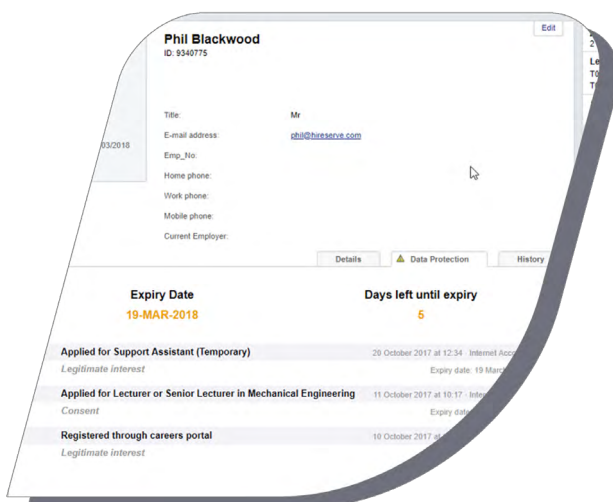 Edit
Phil Blackwood
ID: 9340775
Title: Mr
E-mail address: phil@hireserve.com
03/2018
Emp_No:
Home phone:
Work phone:
Mobile phone:
Current Employer:
Details Data Protection History
Expiry Date Days left until expiry
19-MAR-2018 5
Applied for Support Assistant (Temporary) 20 October 2017 at 12:34 - Internet
Legitimate interest Expiry date: 19 March
Applied for Lecturer or Senior Lecturer in Mechanical Engineering 11 October 2017 at 10:17 -
Consent Expiry
Registered through careers portal 10 October 2017 at
Legitimate interest